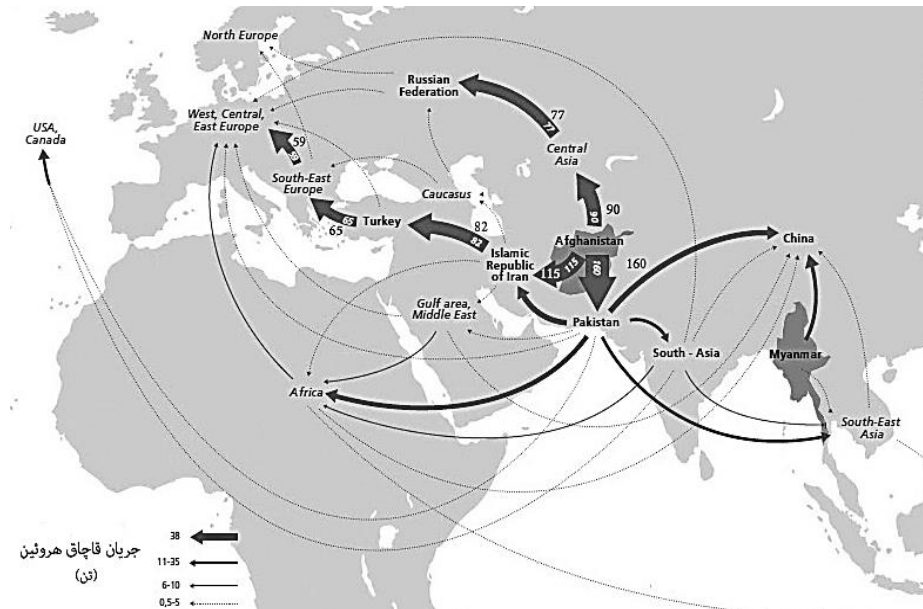 North Europe
Russian
Federation
77
77
USA,
Canada
West, Central,
East Europe
59
59
Central
Asia
South-East
Europe
Caucasus
90
90
65
65
Turkey
82
82
Afghanistan
China
Islamic
Republic
of Iran
115
115
160
160
Gulf area,
Middle East
Pakistan
South - Asia
Myanmar
Africa
South-East
Asia
جریان قاچاق هروئین
(تن)
38
11-35
6-10
0,5-5